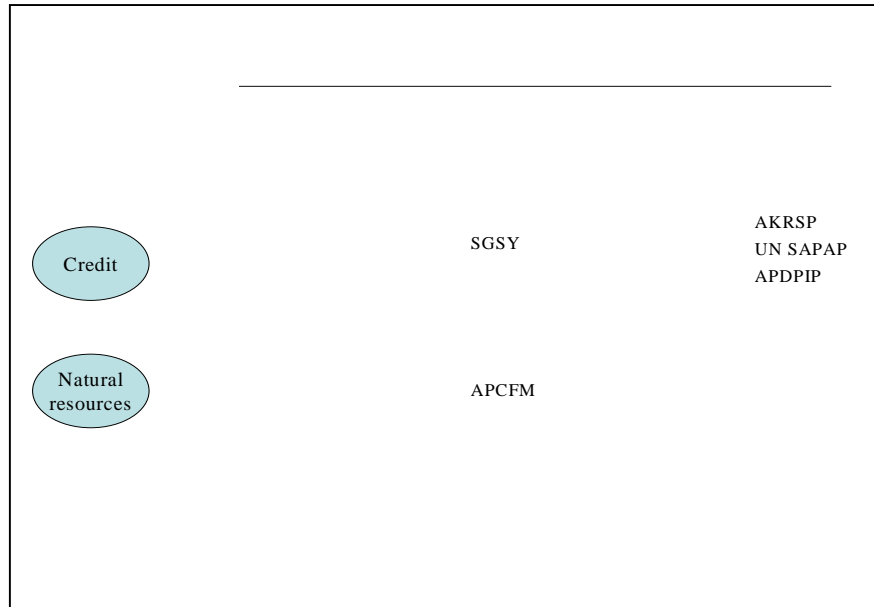 Credit
SGSY
AKRSP
UN SAPAP
APDPIP
Natural
resources
APCFM